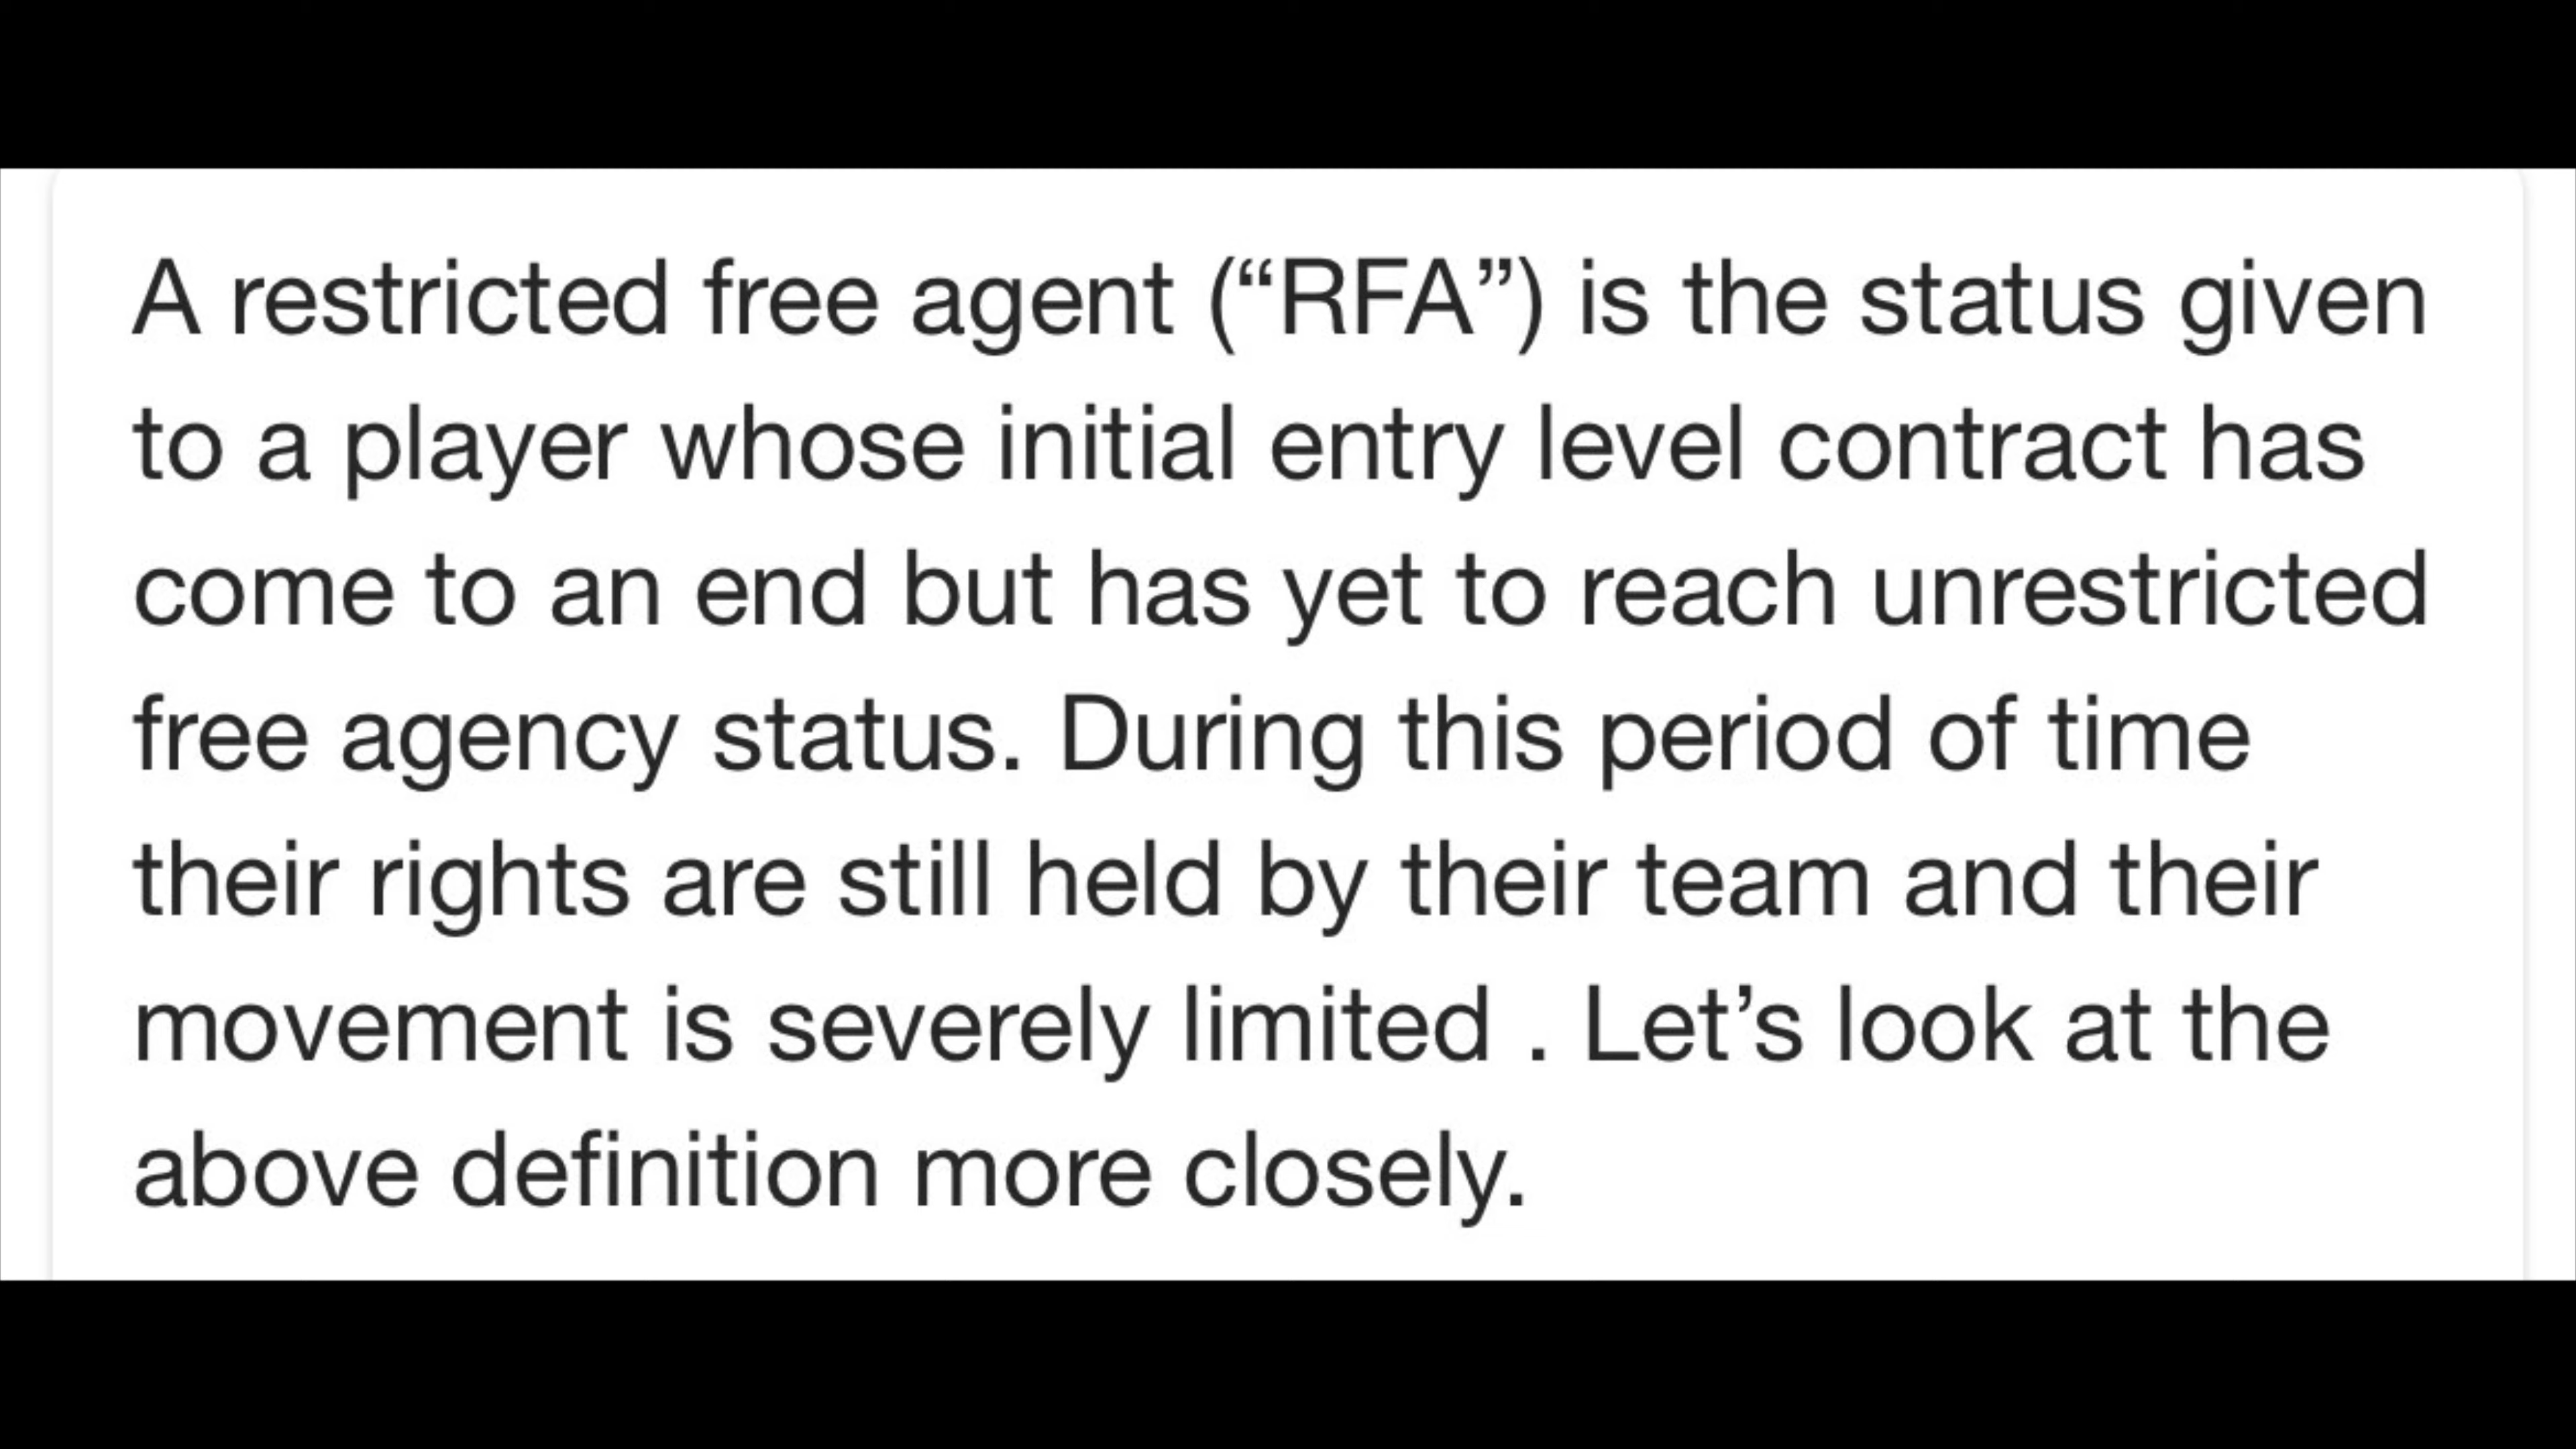 A restricted free agent (“RFA”) is the status given
to a player whose initial entry level contract has
come to an end but has yet to reach unrestricted
free agency status. During this period of time
their rights are still held by their team and their
movement is severely limited . Let’s look at the
above definition more closely.